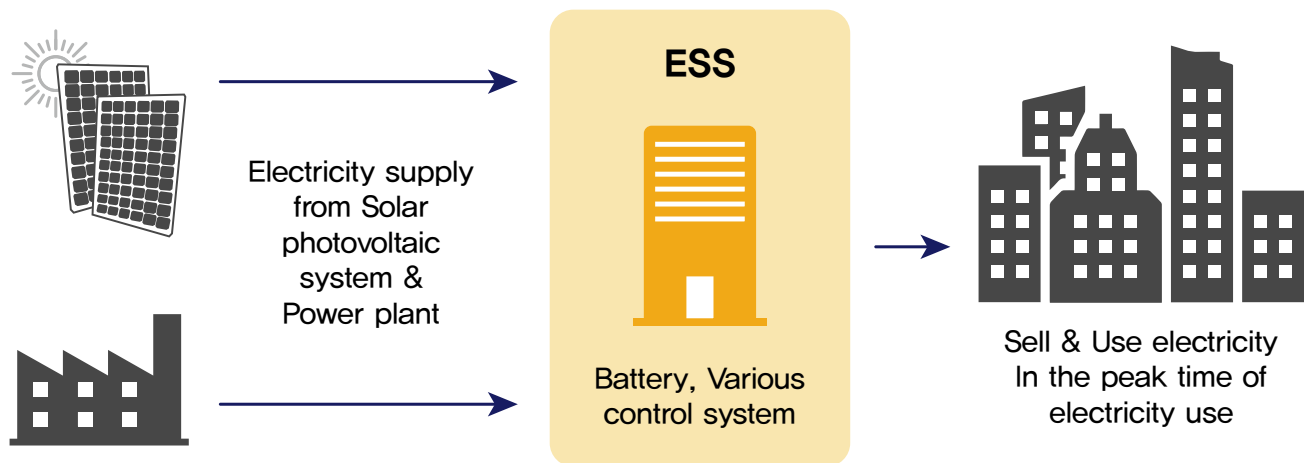 Electricity supply
from Solar
photovoltaic
system &
Power plant
ESS
Battery, Various
control system
Sell & Use electricity
In the peak time of
electricity use